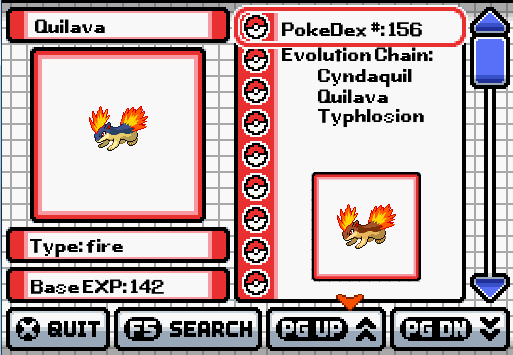 Quilava
PokeDex #:156
Evolution Chain:
Cyndaquil
Quilava
Typhlosion
Type:fire
Base EXP:142
X QUIT
F5 SEARCH
PG UP
PG DN